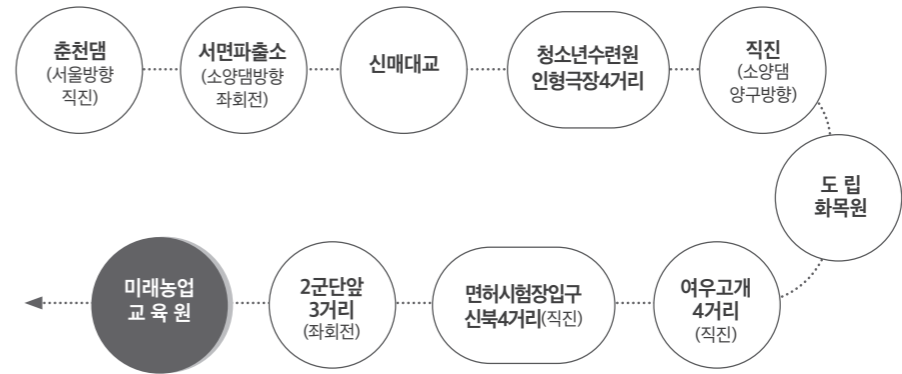 춘천댐
(서울방향
직진)
서면파출소
(소양댐방향
좌회전)
신매대교
청소년수련원
인형극장4거리
직진
(소양댐
양구방향)
도 립
화목원
여우고개
4거리
(직진)
면허시험장입구
신북4거리(직진)
2군단앞
3거리
(좌회전)
미래농업
교 육 원